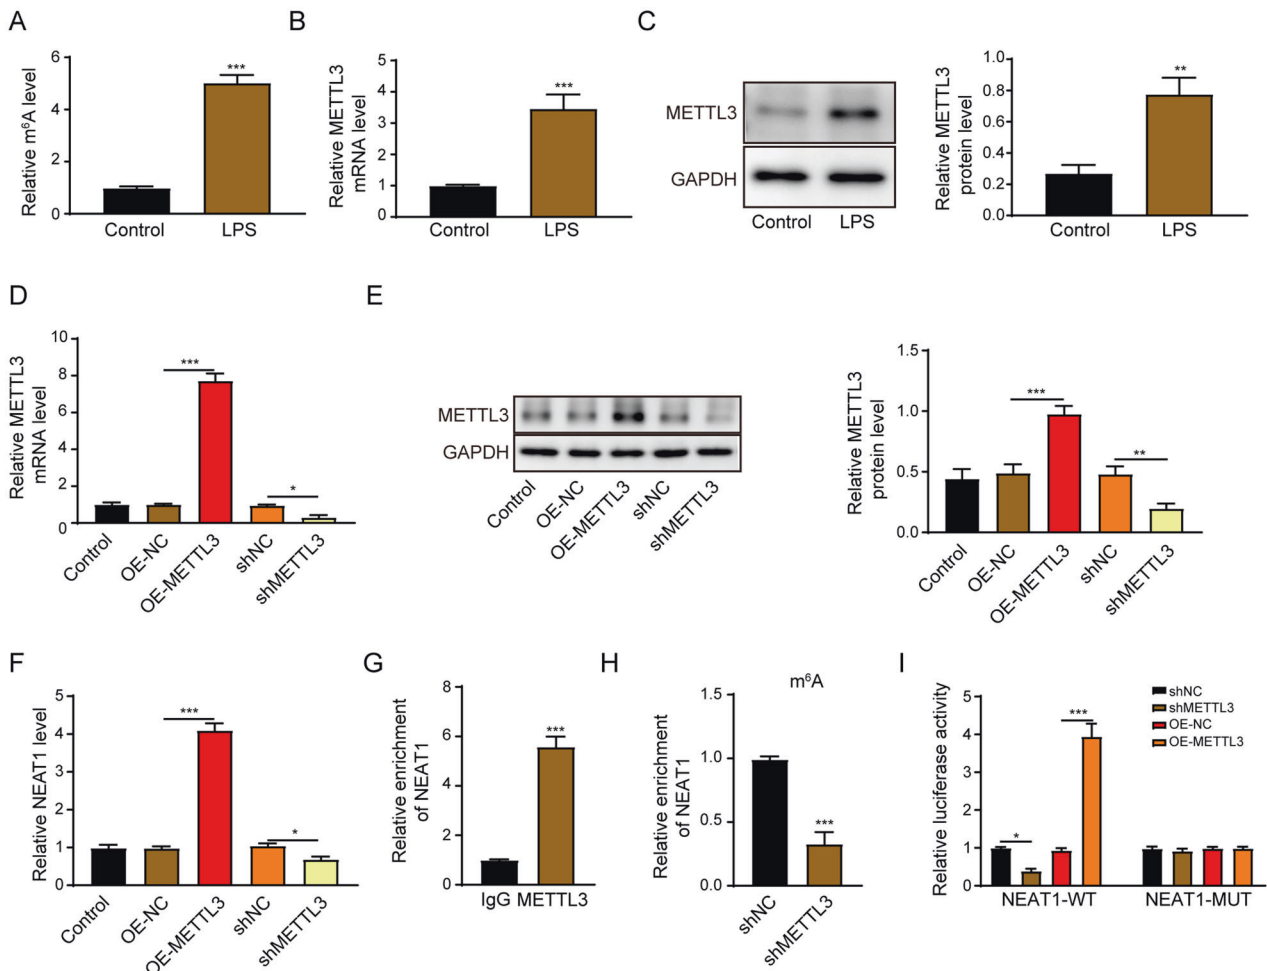 A
Relative m⁶A level
6
4
2
0
***
Control
LPS
B
Relative METTL3
mRNA level
5
4
3
2
1
0
***
Control
LPS
C
METTL3
GAPDH
Control
LPS
Relative METTL3
protein level
1.0
0.8
0.6
0.4
0.2
0.0
**
Control
LPS
D
Relative METTL3
mRNA level
10
8
6
4
2
0
***
*
Control
OE-NC
OE-METTL3
shNC
shMETTL3
E
METTL3
GAPDH
Control
OE-NC
OE-METTL3
shNC
shMETTL3
Relative METTL3
protein level
1.5
1.0
0.5
0.0
***
**
Control
OE-NC
OE-METTL3
shNC
shMETTL3
F
Relative NEAT1 level
5
4
3
2
1
0
***
*
Control
OE-NC
OE-METTL3
shNC
shMETTL3
G
Relative enrichment
of NEAT1
8
6
4
2
0
***
IgG METTL3
H
m⁶A
Relative enrichment
of NEAT1
1.5
1.0
0.5
0.0
***
shNC
shMETTL3
I
Relative luciferase activity
5
4
3
2
1
0
*
***
shNC
shMETTL3
OE-NC
OE-METTL3
NEAT1-WT
NEAT1-MUT